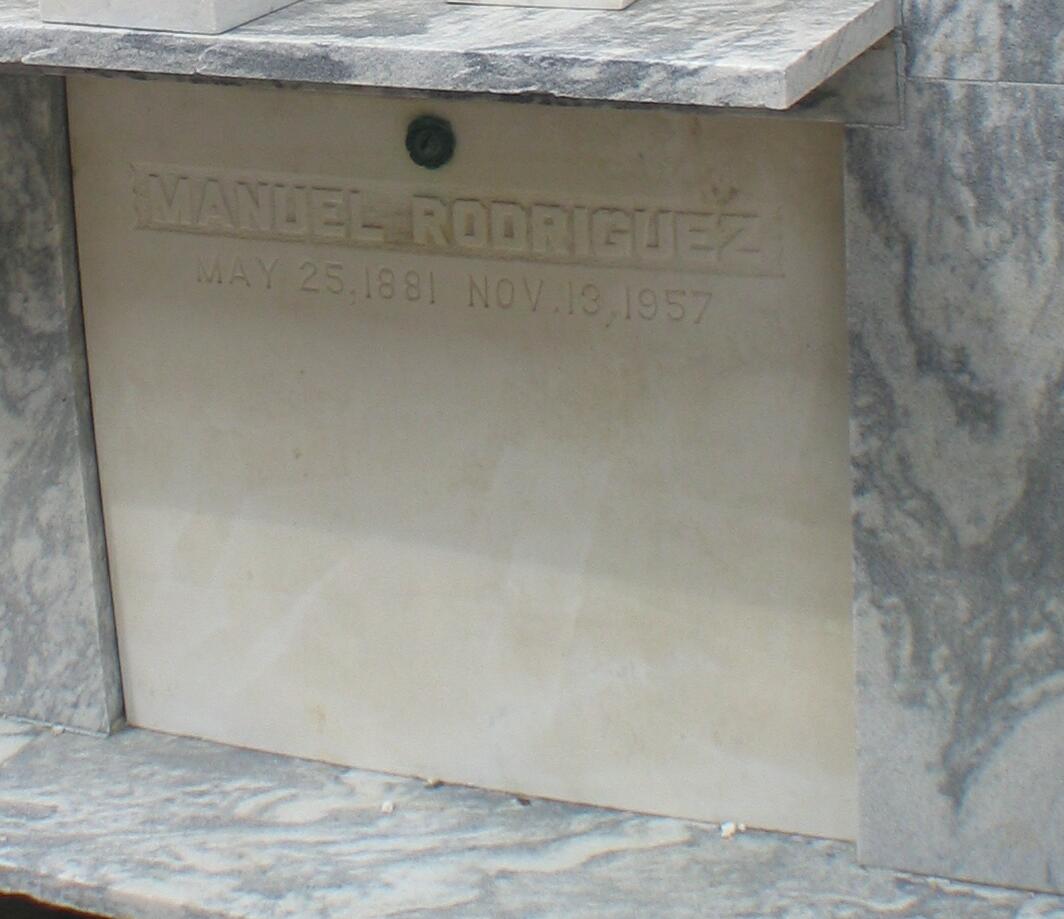 MANUEL RODRIGUEZ
MAY 25,1881 NOV.13,1957